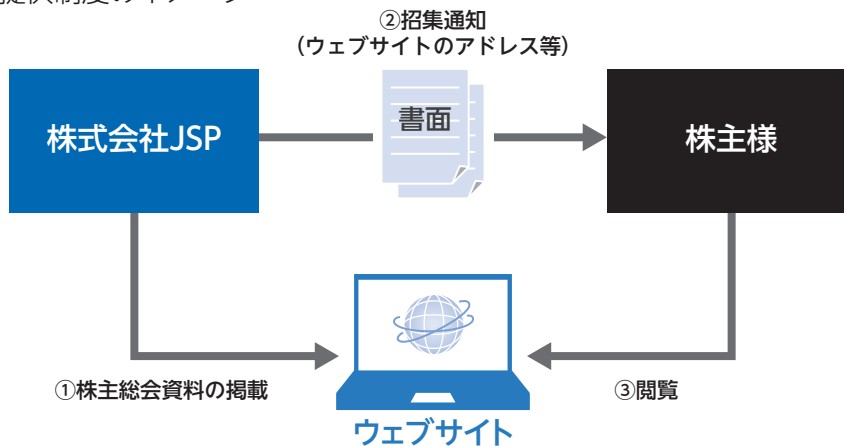 ②招集通知
（ウェブサイトのアドレス等）
株式会社JSP
書面
株主様
①株主総会資料の掲載
③閲覧
ウェブサイト